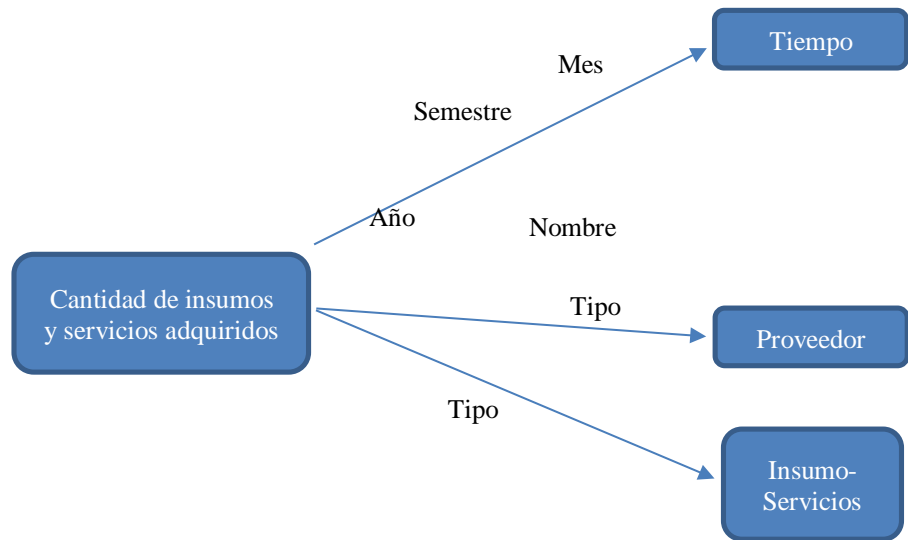 Tiempo
Mes
Semestre
Año
Nombre
Cantidad de insumos
y servicios adquiridos
Tipo
Proveedor
Tipo
Insumo-
Servicios